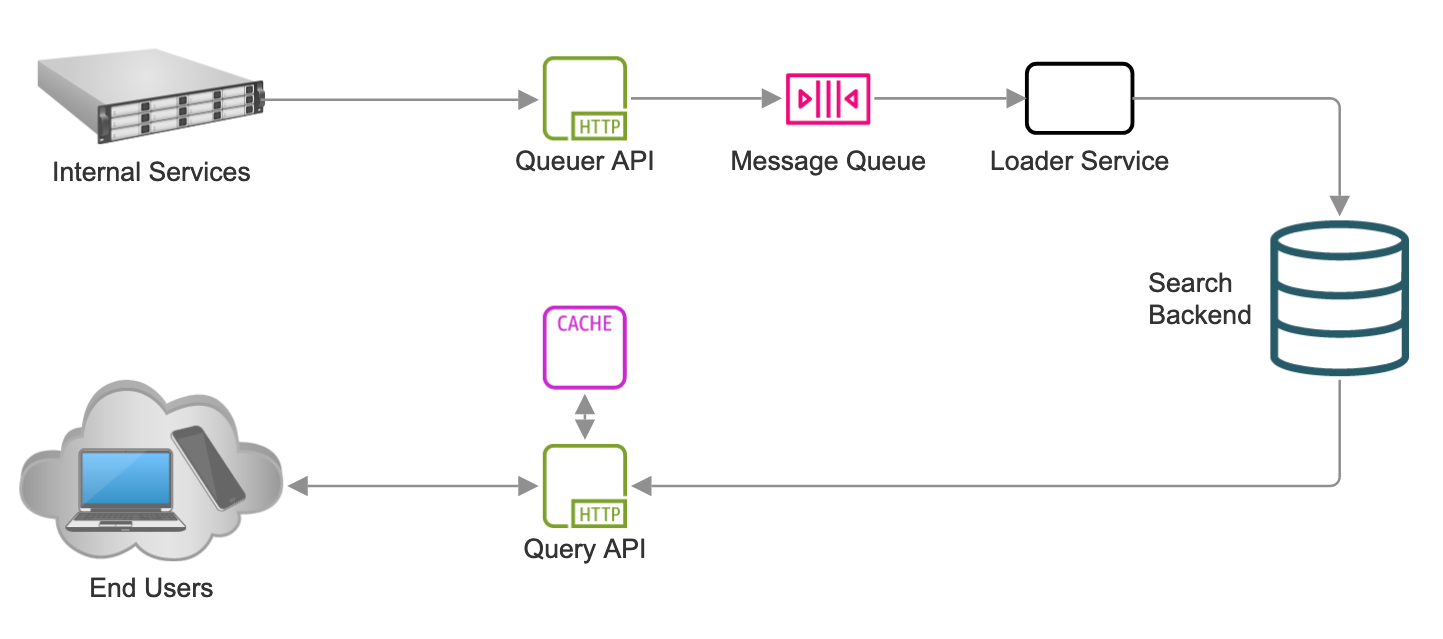 HTTP
Internal Services
Queuer API
Message Queue
Loader Service
Search
Backend
CACHE
HTTP
Query API
End Users